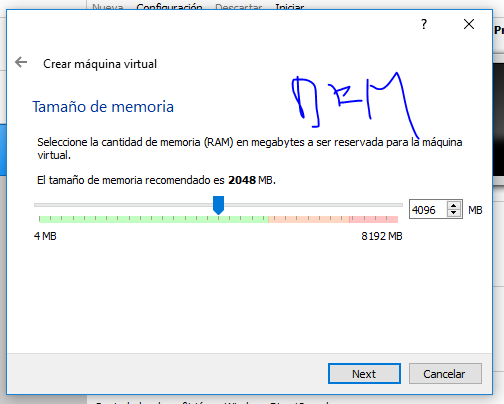 Nueva Configuración Descartar Iniciar
Crear máquina virtual
Tamaño de memoria
Seleccione la cantidad de memoria (RAM) en megabytes a ser reservada para la máquina
virtual.
El tamaño de memoria recomendado es 2048 MB.
4096 MB
4 MB 8192 MB
Next Cancelar